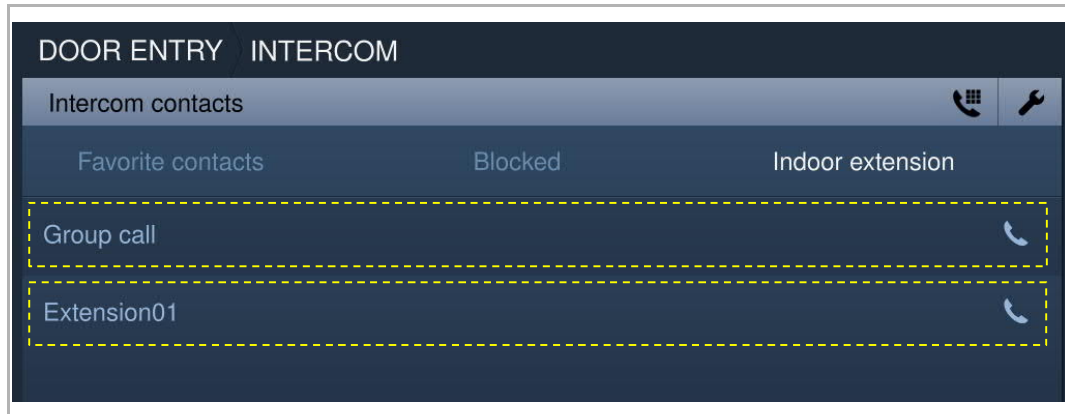 DOOR ENTRY INTERCOM
Intercom contacts
Favorite contacts Blocked Indoor extension
Group call
Extension01